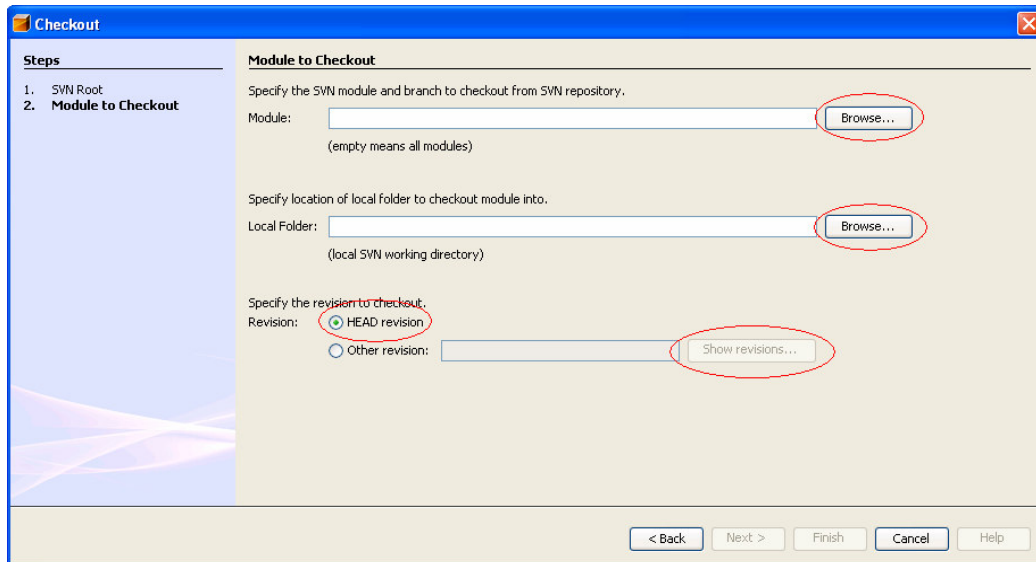 Checkout
Steps
1. SVN Root
2. Module to Checkout
Module to Checkout
Specify the SVN module and branch to checkout from SVN repository.
Module: Browse...
(empty means all modules)
Specify location of local folder to checkout module into.
Local Folder: Browse...
(local SVN working directory)
Specify the revision to checkout.
Revision: HEAD revision
Other revision: Show revisions...
< Back Next > Finish Cancel Help